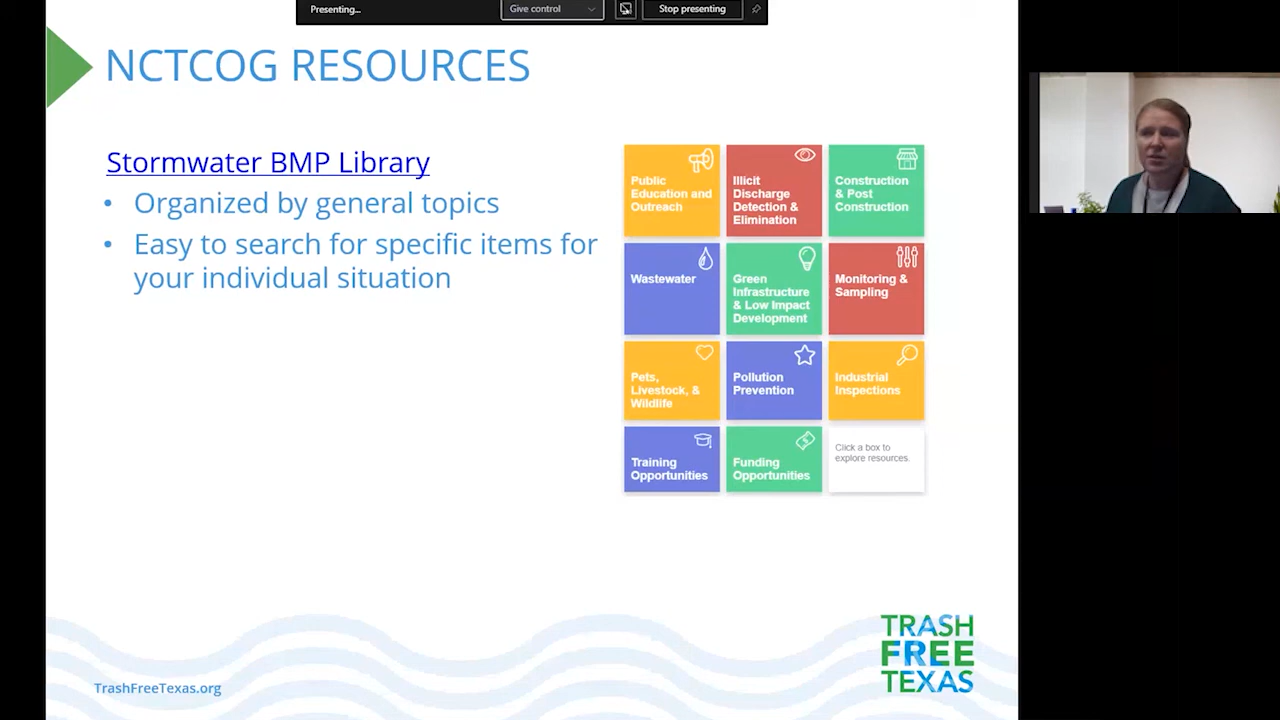 Presenting...
Give control
Stop presenting
NCTCOG RESOURCES
Stormwater BMP Library
• Organized by general topics
• Easy to search for specific items for
your individual situation
Public
Education and
Outreach
Illicit
Discharge
Detection &
Elimination
Construction
& Post
Construction
Wastewater
Green
Infrastructure
& Low Impact
Development
Monitoring &
Sampling
Pets,
Livestock, &
Wildlife
Pollution
Prevention
Industrial
Inspections
Training
Opportunities
Funding
Opportunities
Click a box to
explore resources.
TrashFreeTexas.org
TRASH
FREE
TEXAS